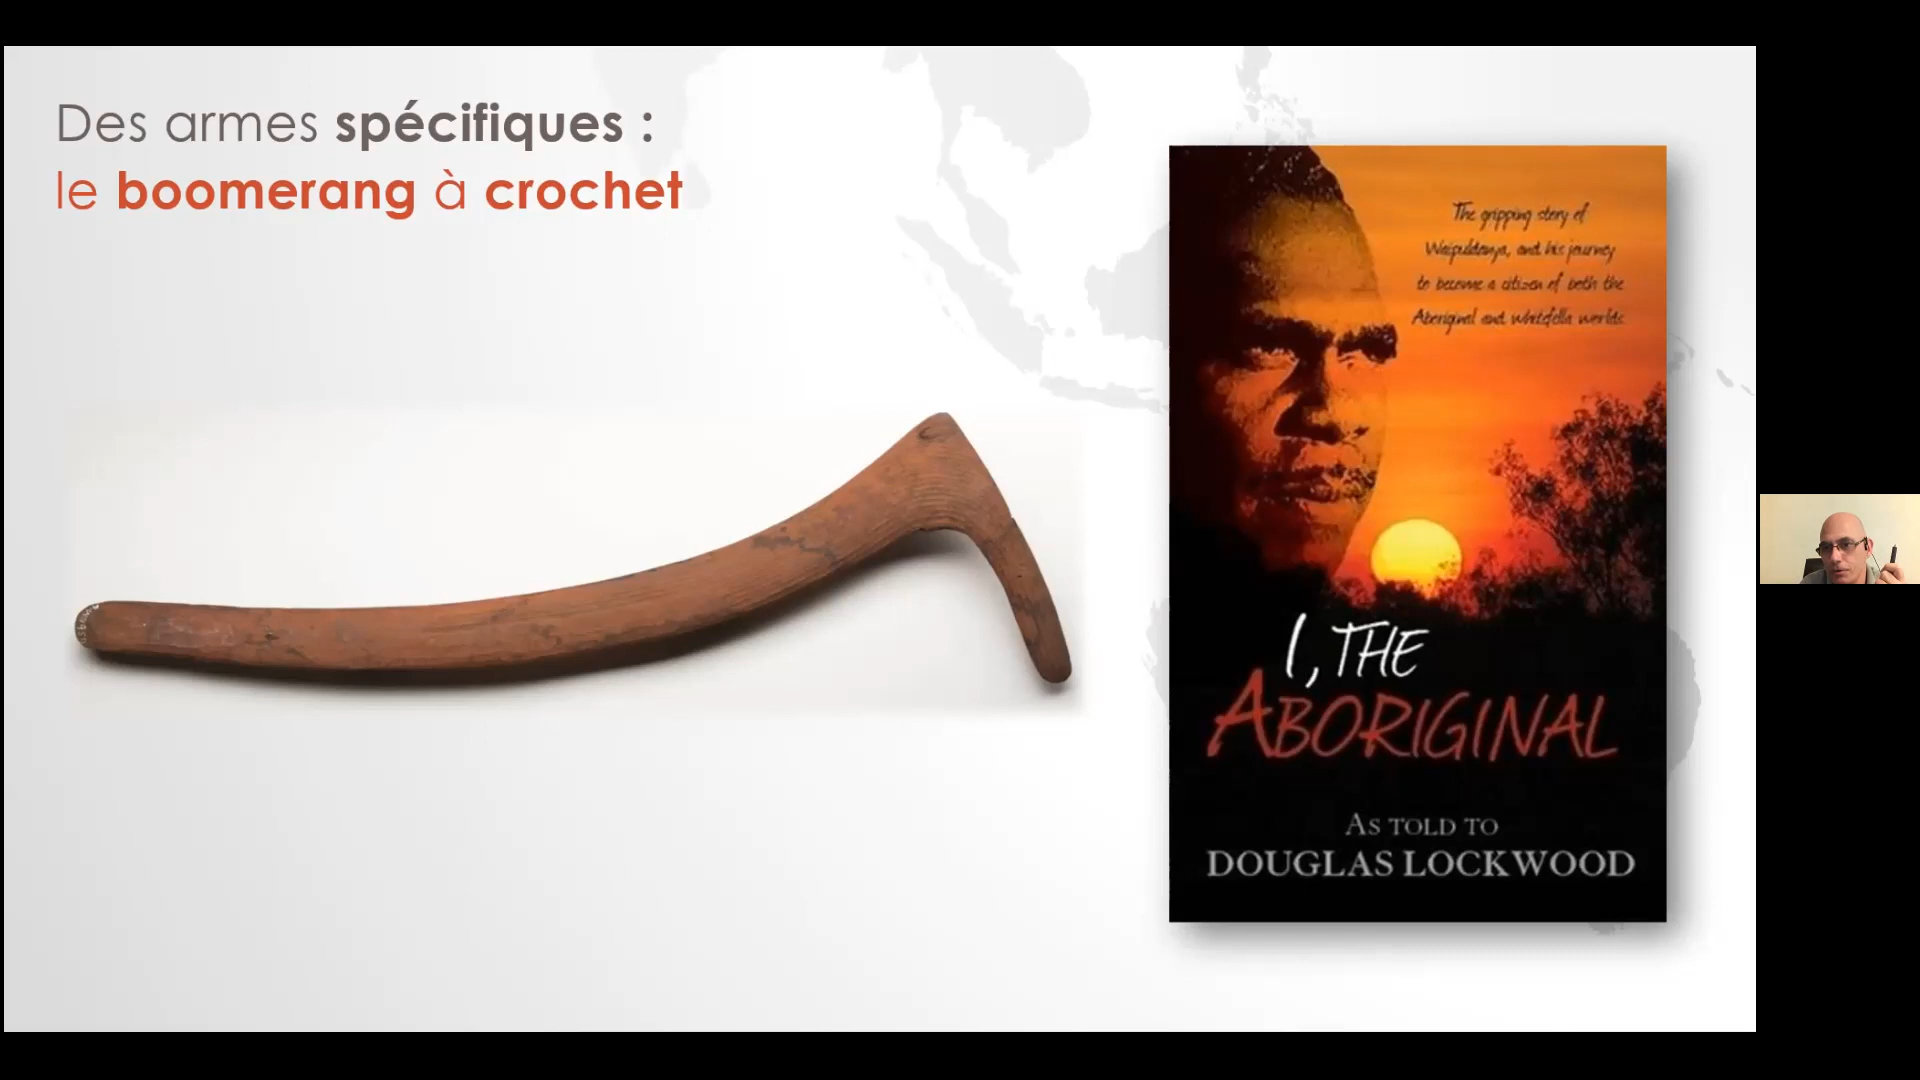 Des armes spécifiques :
le boomerang à crochet
The gripping story of
Waipuldanya, and his journey
to become a citizen of both the
Aboriginal and whitefella worlds
I, THE
ABORIGINAL
AS TOLD TO
DOUGLAS LOCKWOOD